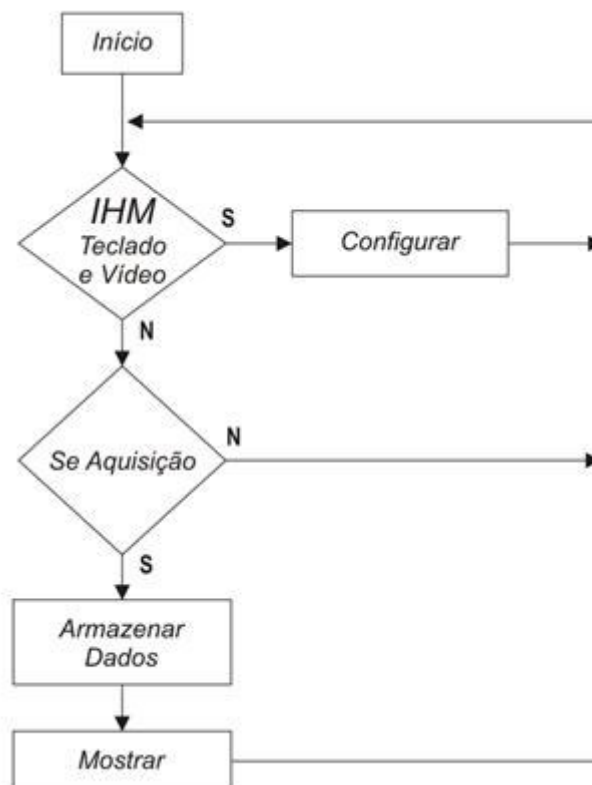 Início
IHM
Teclado
e Vídeo
S
Configurar
N
Se Aquisição
N
S
Armazenar
Dados
Mostrar